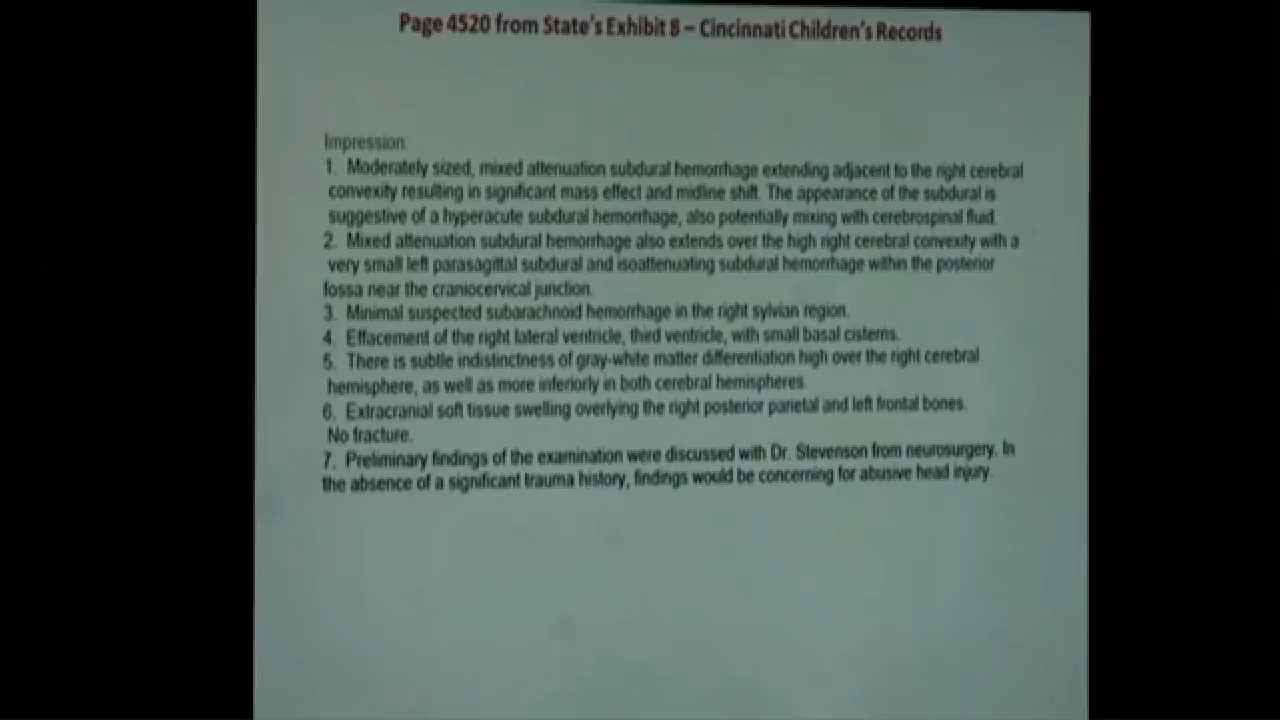 Page 4520 from State's Exhibit 8 – Cincinnati Children's Records
Impression:
1. Moderately sized, mixed attenuation subdural hemorrhage extending adjacent to the right cerebral
convexity resulting in significant mass effect and midline shift. The appearance of the subdural is
suggestive of a hyperacute subdural hemorrhage, also potentially mixing with cerebrospinal fluid.
2. Mixed attenuation subdural hemorrhage also extends over the high right cerebral convexity with a
very small left parasagittal subdural and isoattenuating subdural hemorrhage within the posterior
fossa near the craniocervical junction.
3. Minimal suspected subarachnoid hemorrhage in the right sylvian region.
4. Effacement of the right lateral ventricle, third ventricle, with small basal cisterns.
5. There is subtle indistinctness of gray-white matter differentiation high over the right cerebral
hemisphere, as well as more inferiorly in both cerebral hemispheres.
6. Extracranial soft tissue swelling overlying the right posterior parietal and left frontal bones.
No fracture.
7. Preliminary findings of the examination were discussed with Dr. Stevenson from neurosurgery. In
the absence of a significant trauma history, findings would be concerning for abusive head injury.